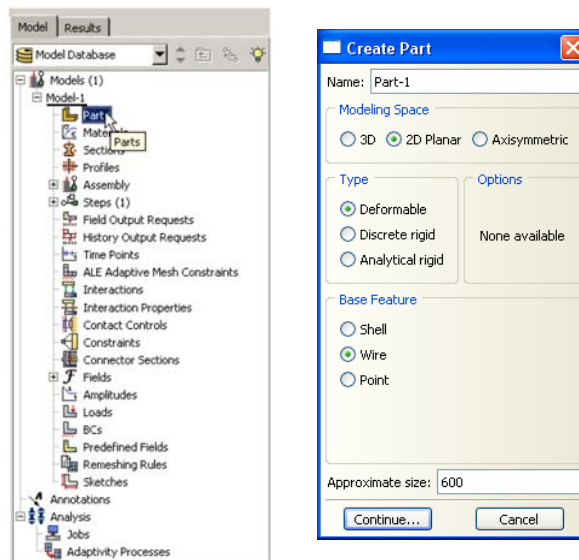 Model Results
Model Database
Models (1)
Model-1
Parts
Materials
Parts
Sections
Profiles
Assembly
Steps (1)
Field Output Requests
History Output Requests
Time Points
ALE Adaptive Mesh Constraints
Interactions
Interaction Properties
Contact Controls
Constraints
Connector Sections
Fields
Amplitudes
Loads
BCs
Predefined Fields
Remeshing Rules
Sketches
Annotations
Analysis
Jobs
Adaptivity Processes
Create Part
Name: Part-1
Modeling Space
3D 2D Planar Axisymmetric
Type
Deformable
Discrete rigid
Analytical rigid
Options
None available
Base Feature
Shell
Wire
Point
Approximate size: 600
Continue... Cancel